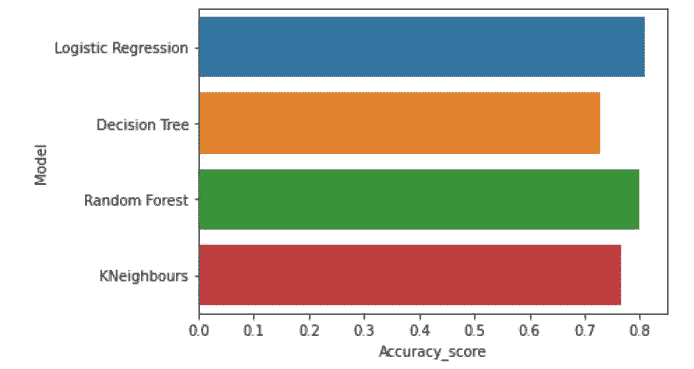 Logistic Regression
Decision Tree
Model
Random Forest
KNeighbours
0.0 0.1 0.2 0.3 0.4 0.5 0.6 0.7 0.8
Accuracy_score